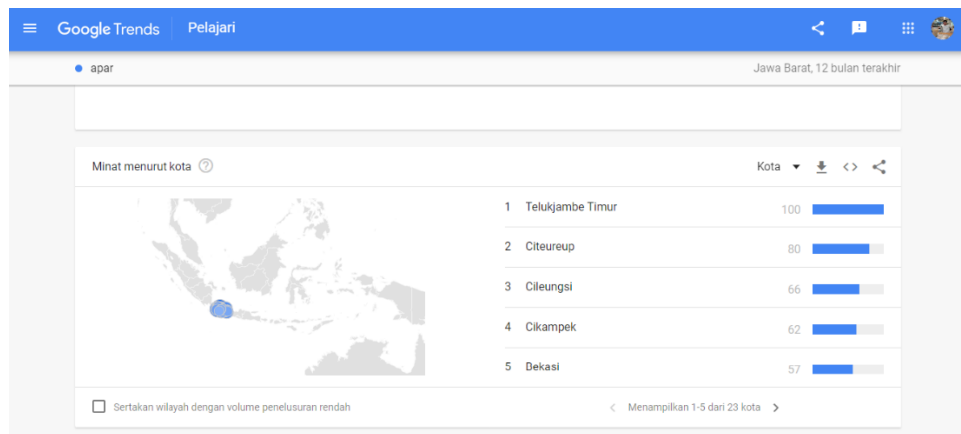 Google Trends Pelajari
apar Jawa Barat, 12 bulan terakhir
Minat menurut kota ? Kota
1 Telukjambe Timur 100
2 Citeureup 80
3 Cileungsi 66
4 Cikampek 62
5 Dekasi 57
Sertakan wilayah dengan volume penelusuran rendah Menampilkan 1-5 dari 23 kota